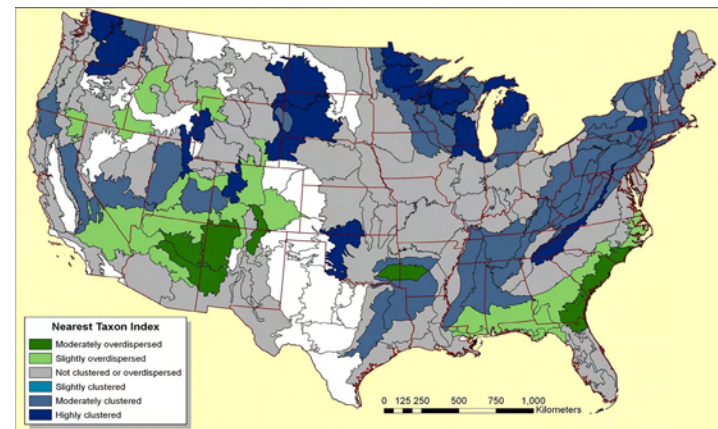 Nearest Taxon Index
Moderately overdispersed
Slightly overdispersed
Not clustered or overdispersed
Slightly clustered
Moderately clustered
Highly clustered
0 125 250 500 750 1,000
Kilometers